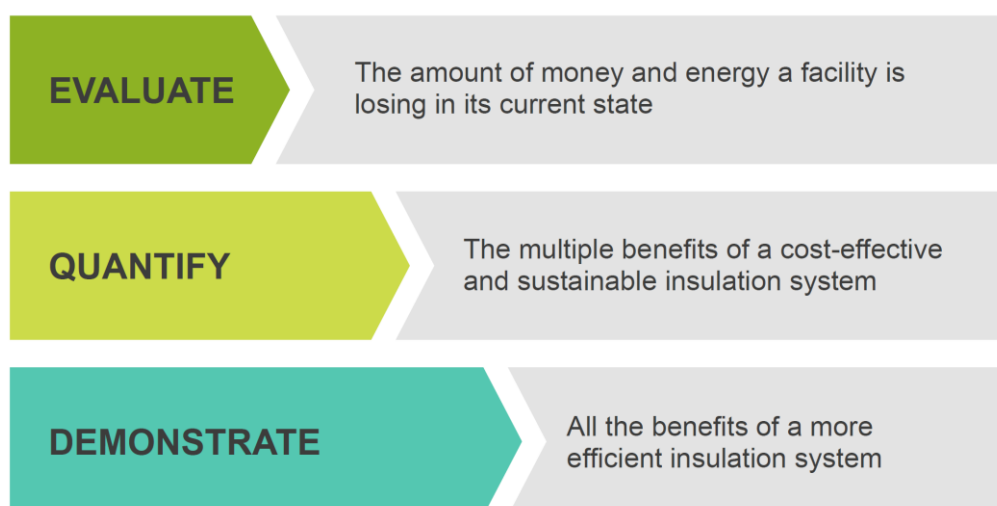 EVALUATE
The amount of money and energy a facility is
losing in its current state
QUANTIFY
The multiple benefits of a cost-effective
and sustainable insulation system
DEMONSTRATE
All the benefits of a more
efficient insulation system